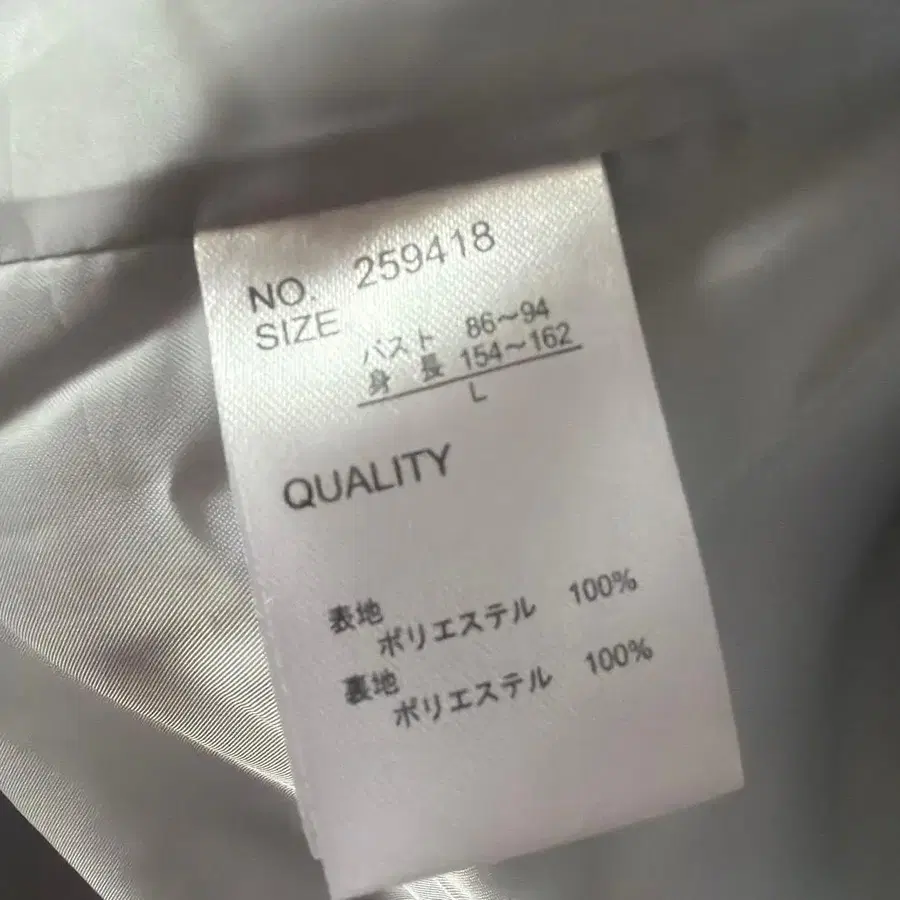 NO. 259418
SIZE
バスト 86～94
身長 154～162
L
QUALITY
表地
ポリエステル 100%
裏地
ポリエステル 100%